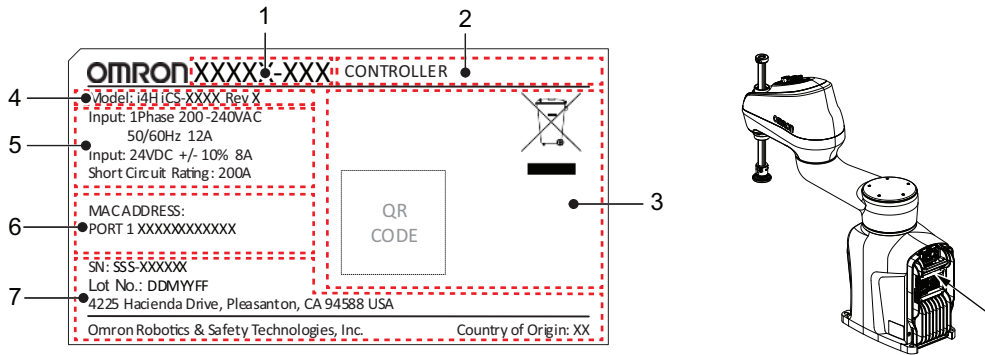 1
2
OMRON XXXXX-XXX CONTROLLER
4
Model: i4H iCS-XXXX Rev X
Input: 1Phase 200-240VAC
50/60Hz 12A
5
Input: 24VDC +/- 10% 8A
Short Circuit Rating: 200A
3
MAC ADDRESS:
6
PORT 1 XXXXXXXXXXXX
QR
CODE
SN: SSS-XXXXXX
Lot No.: DDMYYFF
7
4225 Hacienda Drive, Pleasanton, CA 94588 USA
Omron Robotics & Safety Technologies, Inc. Country of Origin: XX
OMRON